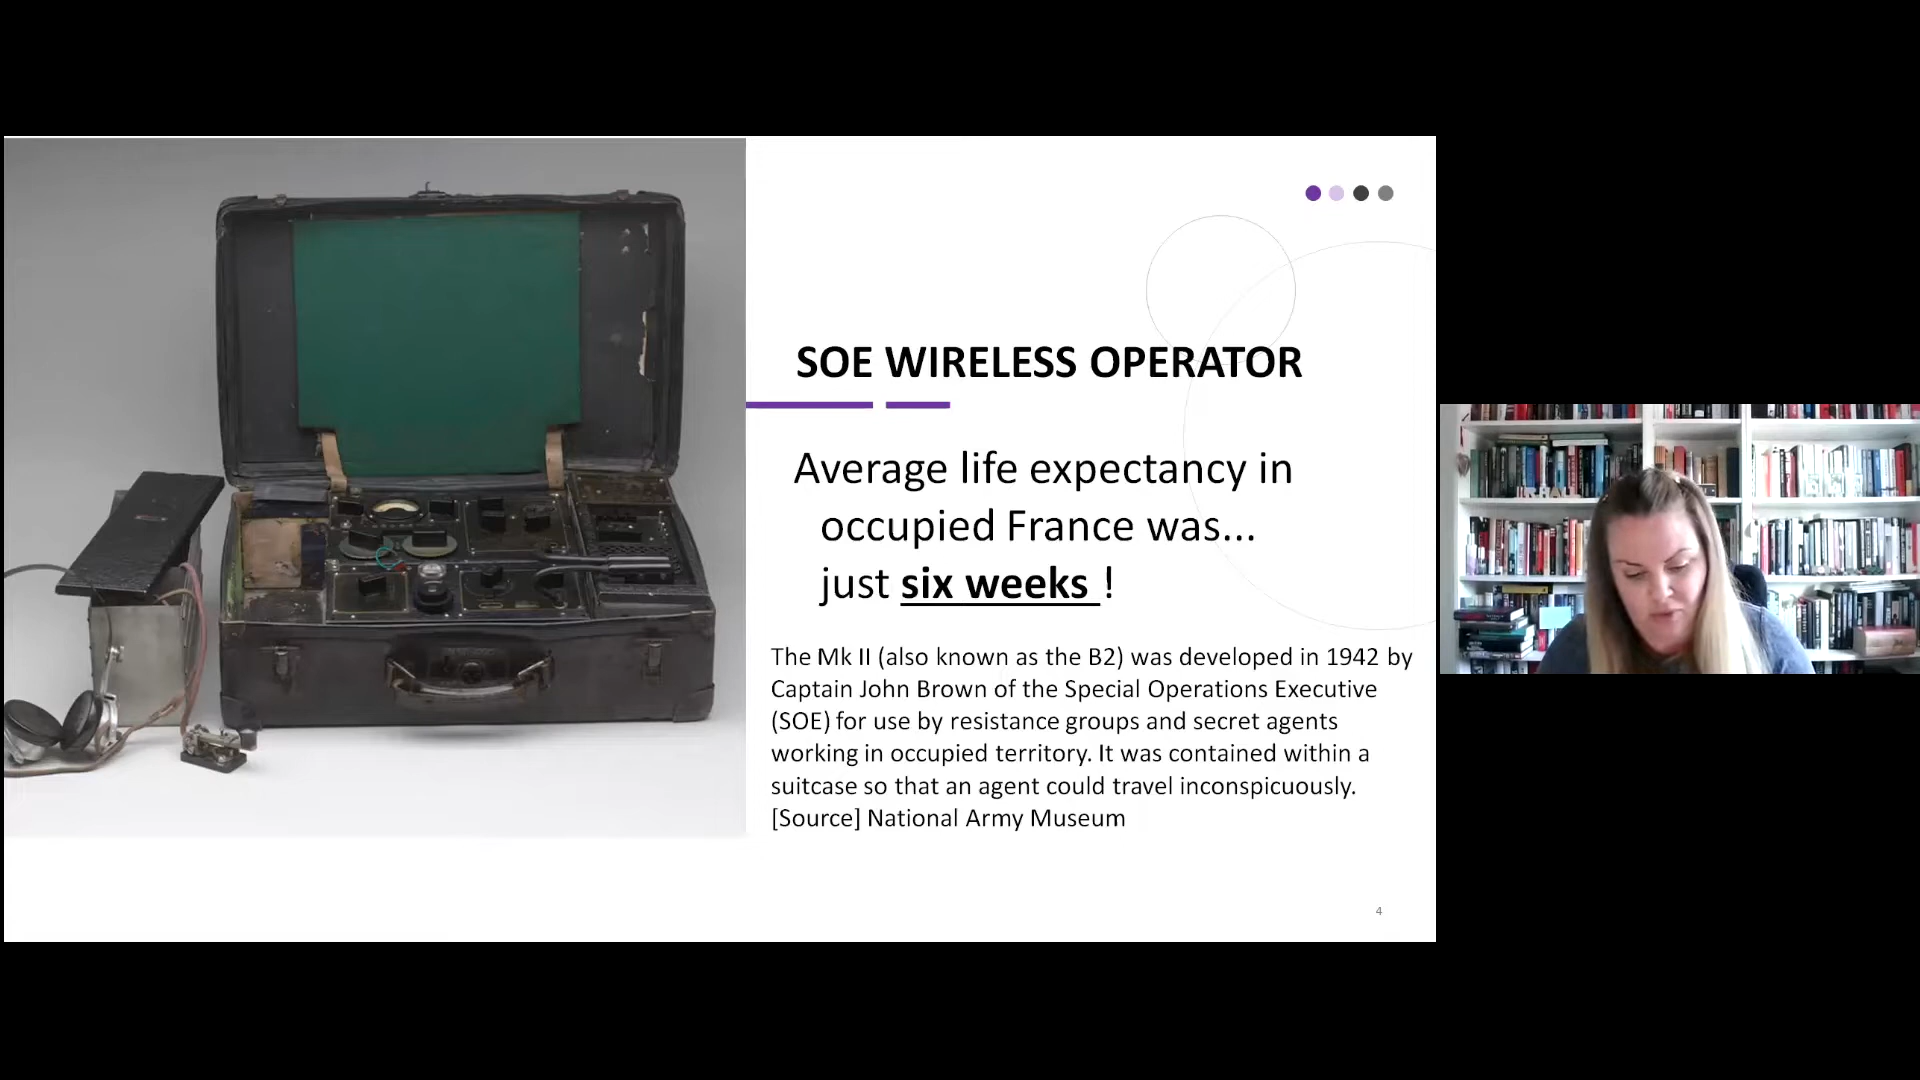 SOE WIRELESS OPERATOR
Average life expectancy in
occupied France was...
just six weeks !
The Mk II (also known as the B2) was developed in 1942 by
Captain John Brown of the Special Operations Executive
(SOE) for use by resistance groups and secret agents
working in occupied territory. It was contained within a
suitcase so that an agent could travel inconspicuously.
[Source] National Army Museum
4